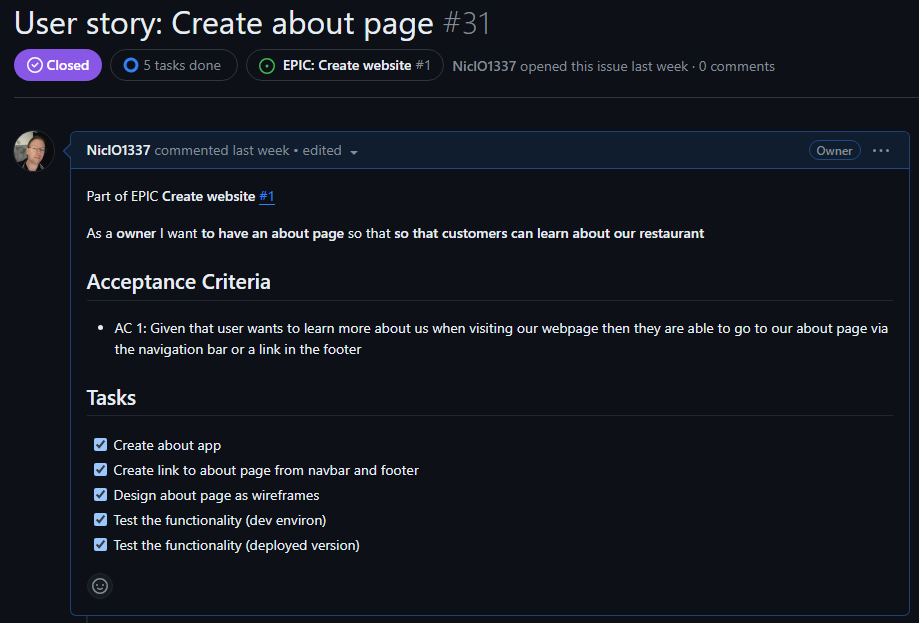 User story: Create about page #31
Closed 5 tasks done EPIC: Create website #1 NicIO1337 opened this issue last week · 0 comments
NicIO1337 commented last week • edited Owner
Part of EPIC Create website #1
As a owner I want to have an about page so that so that customers can learn about our restaurant
Acceptance Criteria
• AC 1: Given that user wants to learn more about us when visiting our webpage then they are able to go to our about page via
the navigation bar or a link in the footer
Tasks
Create about app
Create link to about page from navbar and footer
Design about page as wireframes
Test the functionality (dev environ)
Test the functionality (deployed version)